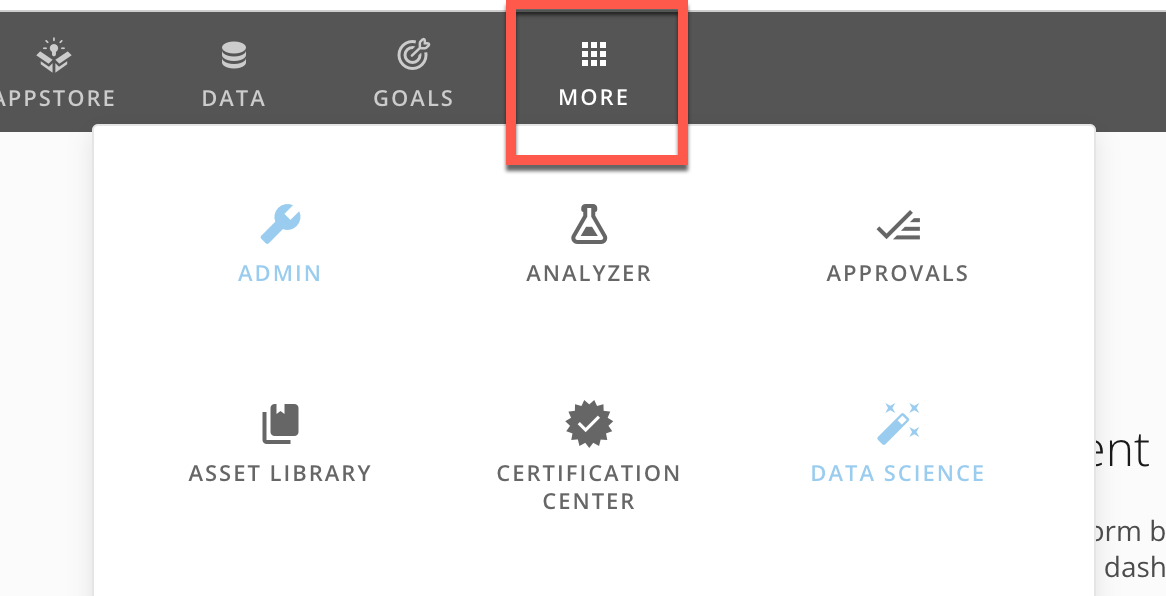 APPSTORE DATA GOALS MORE
ADMIN ANALYZER APPROVALS
ASSET LIBRARY CERTIFICATION CENTER DATA SCIENCE
ent
orm b
dash